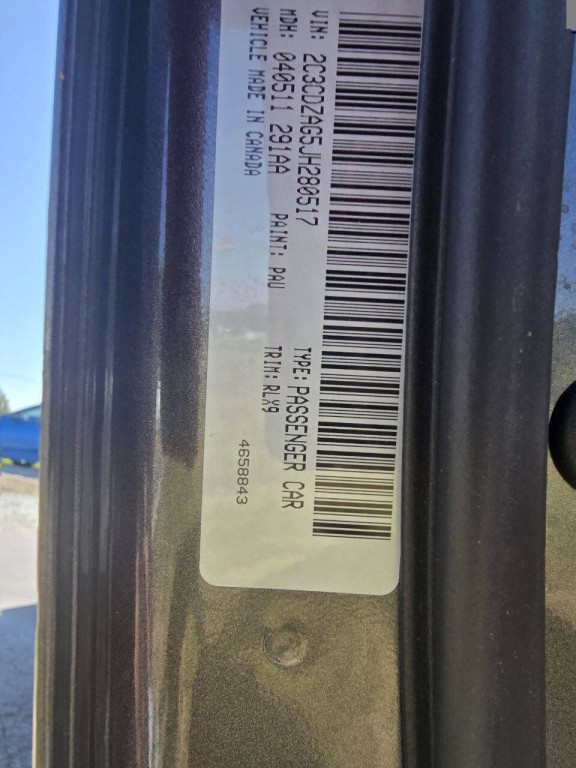 VIN: 2C3CDZAG5JH280517 TYPE: PASSENGER CAR
MDH: 040511 291AA PAINT: PAU TRIM: RLX9
VEHICLE MADE IN CANADA 4658843